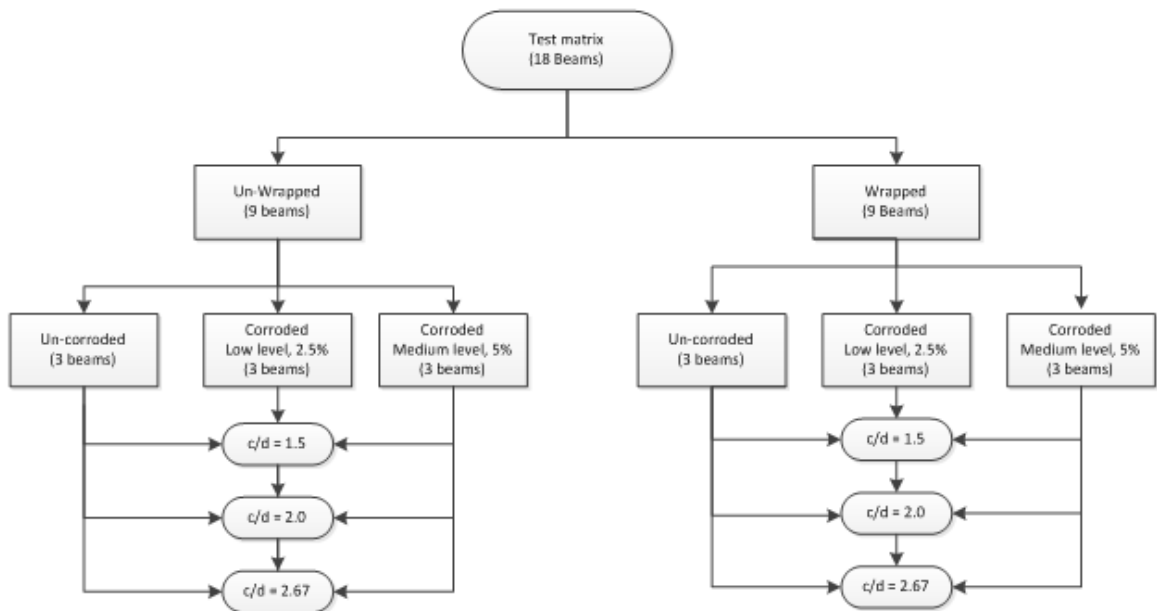 Test matrix
(18 Beams)
Un-Wrapped
(9 beams)
Wrapped
(9 Beams)
Un-corroded
(3 beams)
Corroded
Low level, 2.5%
(3 beams)
Corroded
Medium level, 5%
(3 beams)
Un-corroded
(3 beams)
Corroded
Low level, 2.5%
(3 beams)
Corroded
Medium level, 5%
(3 beams)
c/d = 1.5
c/d = 2.0
c/d = 2.67
c/d = 1.5
c/d = 2.0
c/d = 2.67